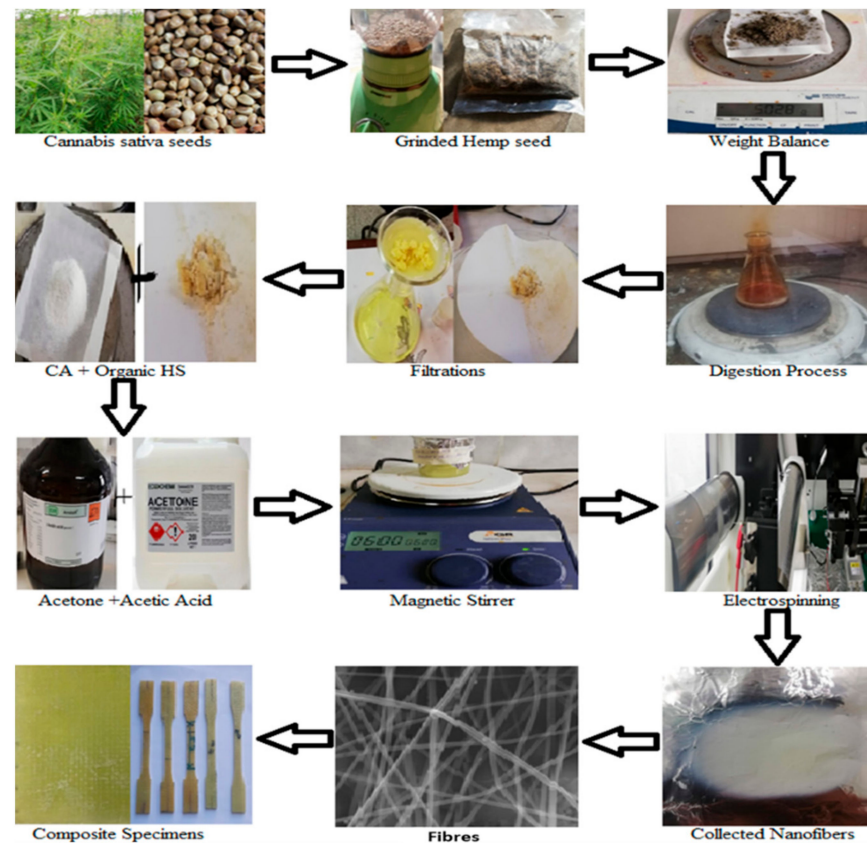 Cannabis sativa seeds
Grinded Hemp seed
Weight Balance
CA + Organic HS
Filtrations
Digestion Process
+
ACETONE
20
Acetone +Acetic Acid
Magnetic Stirrer
Electrospinning
Composite Specimens
Fibres
Collected Nanofibers